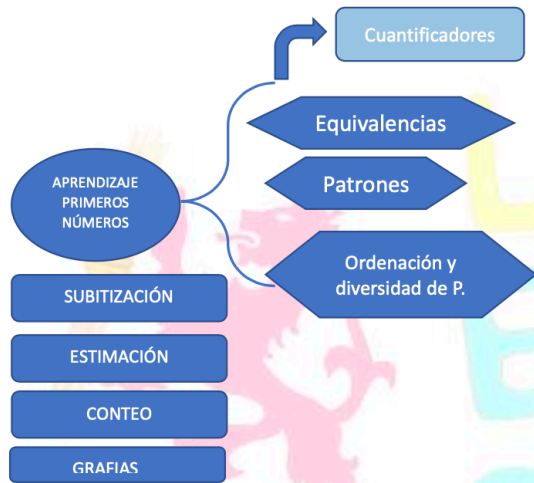 Cuantificadores
Equivalencias
Patrones
APRENDIZAJE
PRIMEROS
NÚMEROS
Ordenación y
diversidad de P.
SUBITIZACIÓN
ESTIMACIÓN
CONTEO
GRAFIAS